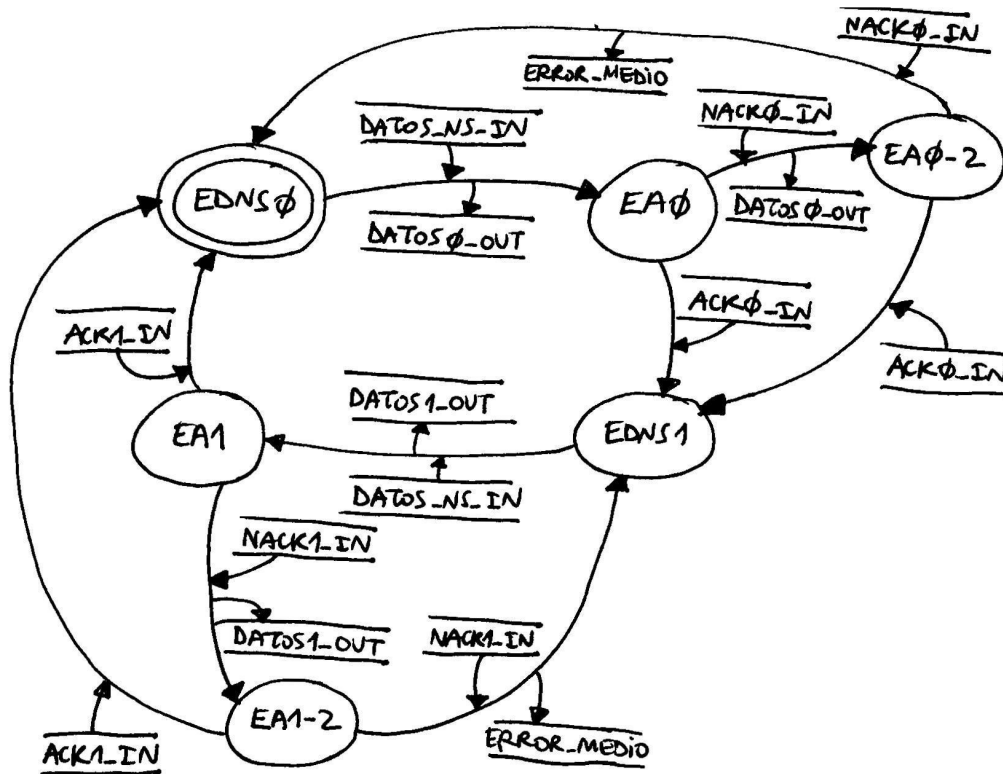 NACKØ_IN
ERROR_MEDIO
DATOS_NS_IN
NACKØ_IN
EAØ-2
EDNSØ
EAØ
DATOSØ_OUT
DATOSØ_OUT
ACK1_IN
ACKØ_IN
ACKØ_IN
DATOS1_OUT
EA1
EDNS1
DATOS_NS_IN
NACK1_IN
DATOS1_OUT
NACK1_IN
EA1-2
ERROR_MEDIO
ACK1_IN